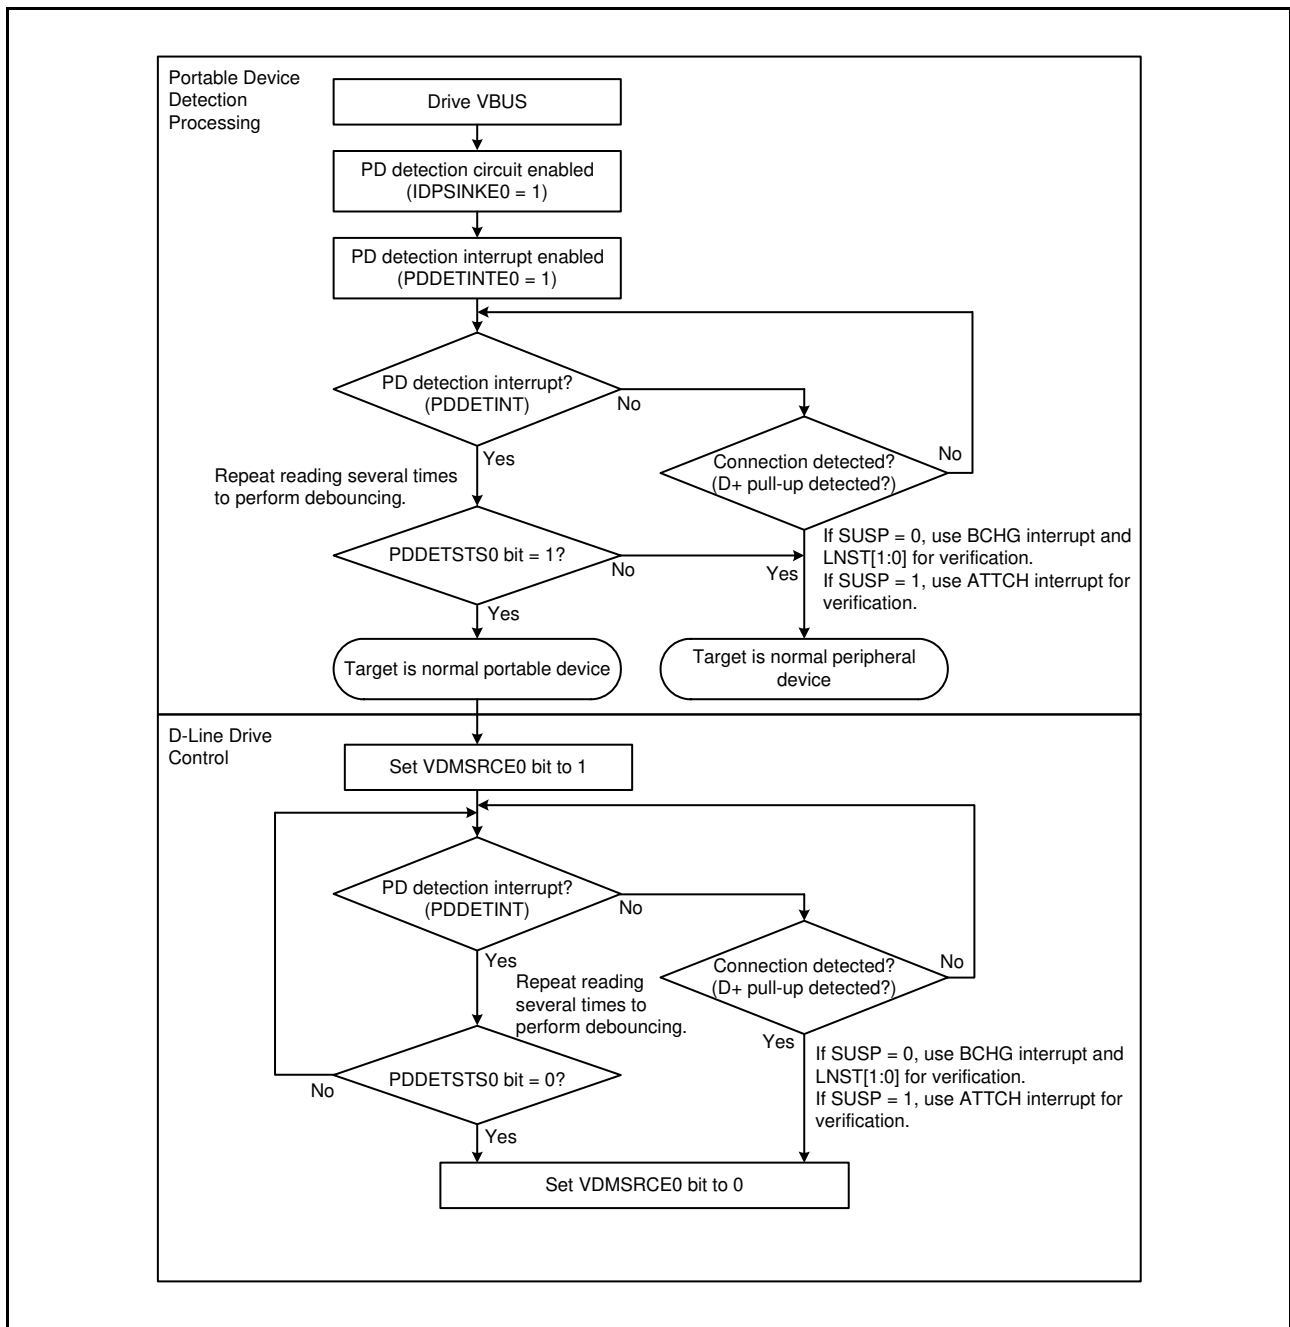 Portable Device
Detection
Processing
Drive VBUS
PD detection circuit enabled
(IDPSINKE0 = 1)
PD detection interrupt enabled
(PDDETINTE0 = 1)
PD detection interrupt?
(PDDETINT)
No
Yes
Repeat reading several times
to perform debouncing.
Connection detected?
(D+ pull-up detected?)
No
Yes
If SUSP = 0, use BCHG interrupt and
LNST[1:0] for verification.
If SUSP = 1, use ATTCH interrupt for
verification.
PDDETSTS0 bit = 1?
No
Yes
Target is normal portable device
Target is normal peripheral
device
D-Line Drive
Control
Set VDMSRCE0 bit to 1
PD detection interrupt?
(PDDETINT)
No
Yes
Repeat reading
several times to
perform debouncing.
Connection detected?
(D+ pull-up detected?)
No
Yes
If SUSP = 0, use BCHG interrupt and
LNST[1:0] for verification.
If SUSP = 1, use ATTCH interrupt for
verification.
PDDETSTS0 bit = 0?
No
Yes
Set VDMSRCE0 bit to 0